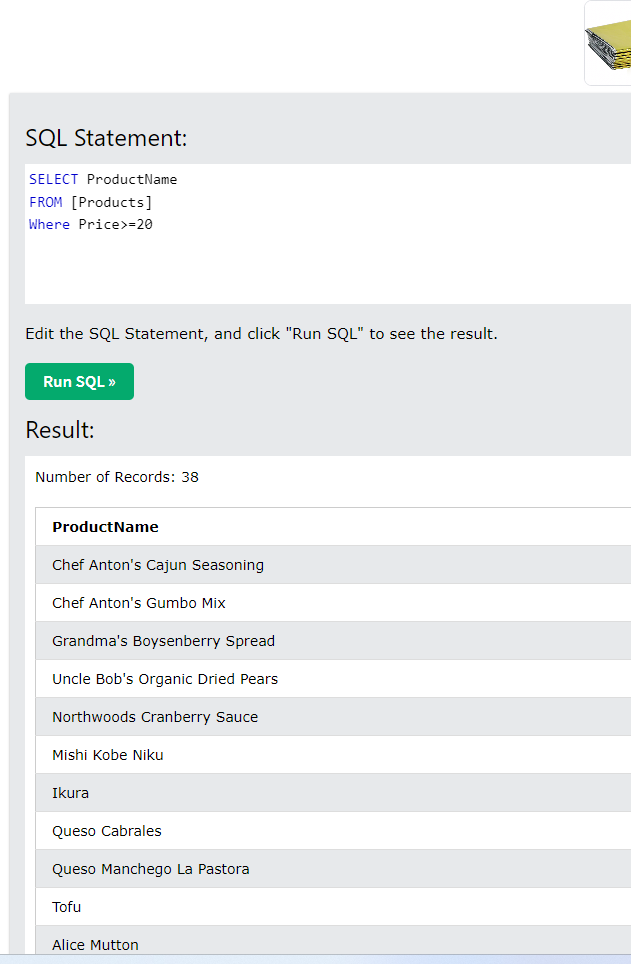 SQL Statement:
SELECT ProductName
FROM [Products]
Where Price>=20
Edit the SQL Statement, and click "Run SQL" to see the result.
Run SQL »
Result:
Number of Records: 38
ProductName
Chef Anton's Cajun Seasoning
Chef Anton's Gumbo Mix
Grandma's Boysenberry Spread
Uncle Bob's Organic Dried Pears
Northwoods Cranberry Sauce
Mishi Kobe Niku
Ikura
Queso Cabrales
Queso Manchego La Pastora
Tofu
Alice Mutton